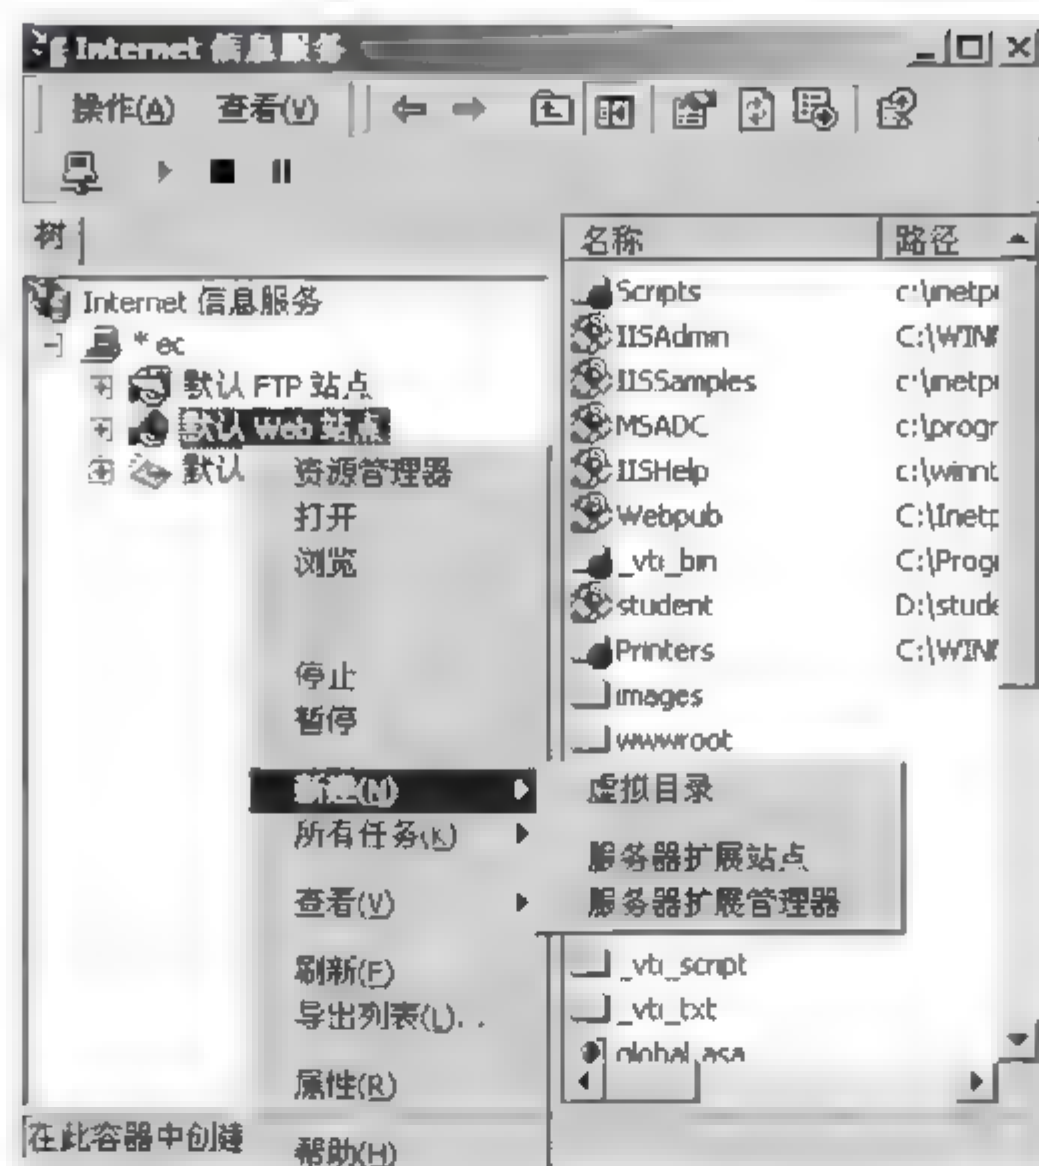 Internet 信息服务
操作(A) 查看(V)
树
名称 路径
Internet 信息服务
* ec
默认 FTP 站点
默认 Web 站点
默认
Scripts c:\inetpu
IISAdmin C:\WIN
IISSamples c:\inetpu
MSADC c:\progr
IISHelp c:\winnt
Webpub C:\Inetp
_vti_bin C:\Progr
student D:\stude
Printers C:\WIN
images
wwwroot
_vti_script
_vti_txt
global.asa
资源管理器
打开
浏览
停止
暂停
新建(N)
所有任务(K)
查看(V)
刷新(F)
导出列表(L)...
属性(R)
帮助(H)
虚拟目录
服务器扩展站点
服务器扩展管理器
在此容器中创建